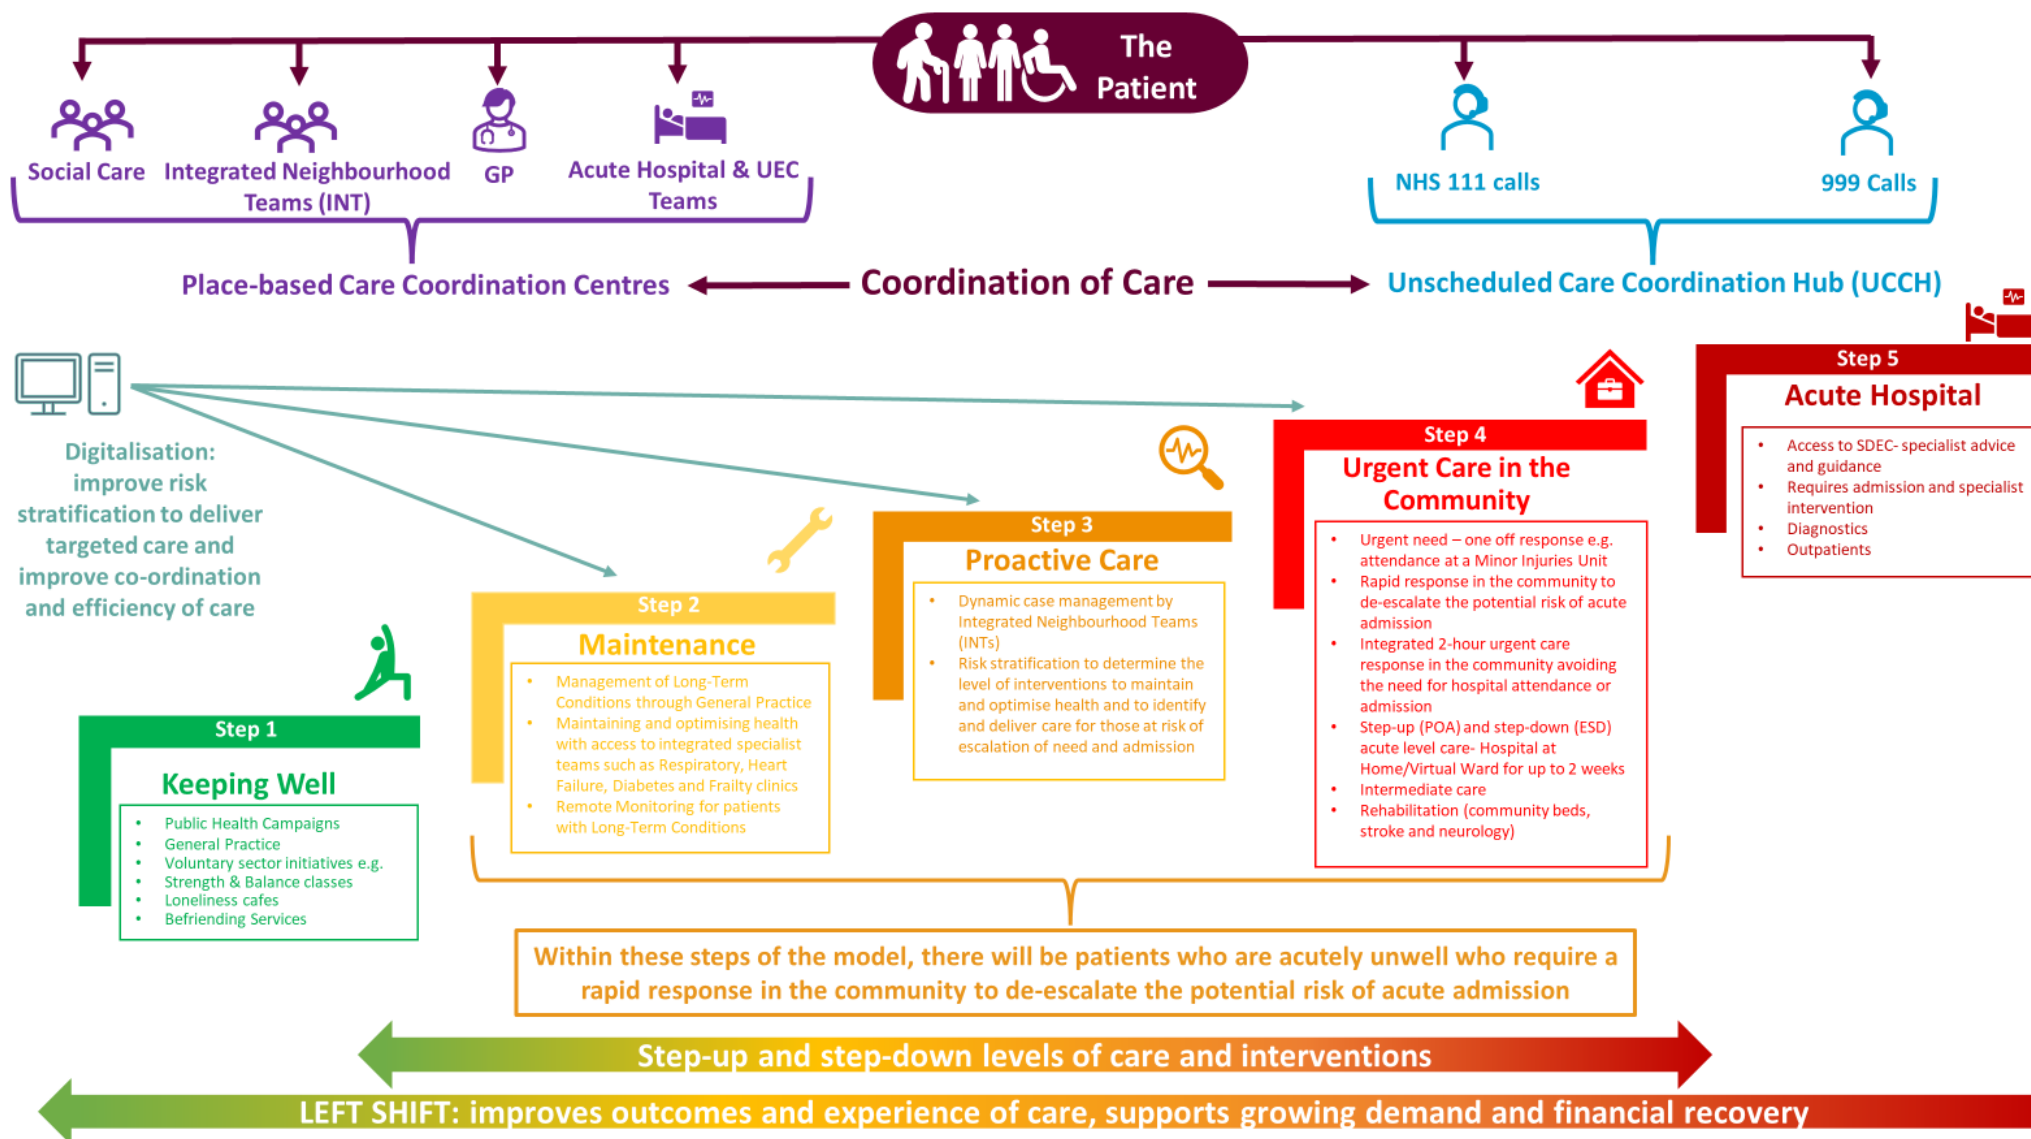 The
Patient
Social Care
Integrated Neighbourhood
Teams (INT)
GP
Acute Hospital & UEC
Teams
NHS 111 calls
999 Calls
Place-based Care Coordination Centres
Coordination of Care
Unscheduled Care Coordination Hub (UCCH)
Digitalisation:
improve risk
stratification to deliver
targeted care and
improve co-ordination
and efficiency of care
Step 1
Keeping Well
• Public Health Campaigns
• General Practice
• Voluntary sector initiatives e.g.
• Strength & Balance classes
• Loneliness cafes
• Befriending Services
Step 2
Maintenance
• Management of Long-Term
Conditions through General Practice
• Maintaining and optimising health
with access to integrated specialist
teams such as Respiratory, Heart
Failure, Diabetes and Frailty clinics
• Remote Monitoring for patients
with Long-Term Conditions
Step 3
Proactive Care
• Dynamic case management by
Integrated Neighbourhood Teams
(INTs)
• Risk stratification to determine the
level of interventions to maintain
and optimise health and to identify
and deliver care for those at risk of
escalation of need and admission
Step 4
Urgent Care in the
Community
• Urgent need – one off response e.g.
attendance at a Minor Injuries Unit
• Rapid response in the community to
de-escalate the potential risk of acute
admission
• Integrated 2-hour urgent care
response in the community avoiding
the need for hospital attendance or
admission
• Step-up (POA) and step-down (ESD)
acute level care- Hospital at
Home/Virtual Ward for up to 2 weeks
• Intermediate care
• Rehabilitation (community beds,
stroke and neurology)
Step 5
Acute Hospital
• Access to SDEC- specialist advice
and guidance
• Requires admission and specialist
intervention
• Diagnostics
• Outpatients
Within these steps of the model, there will be patients who are acutely unwell who require a
rapid response in the community to de-escalate the potential risk of acute admission
Step-up and step-down levels of care and interventions
LEFT SHIFT: improves outcomes and experience of care, supports growing demand and financial recovery